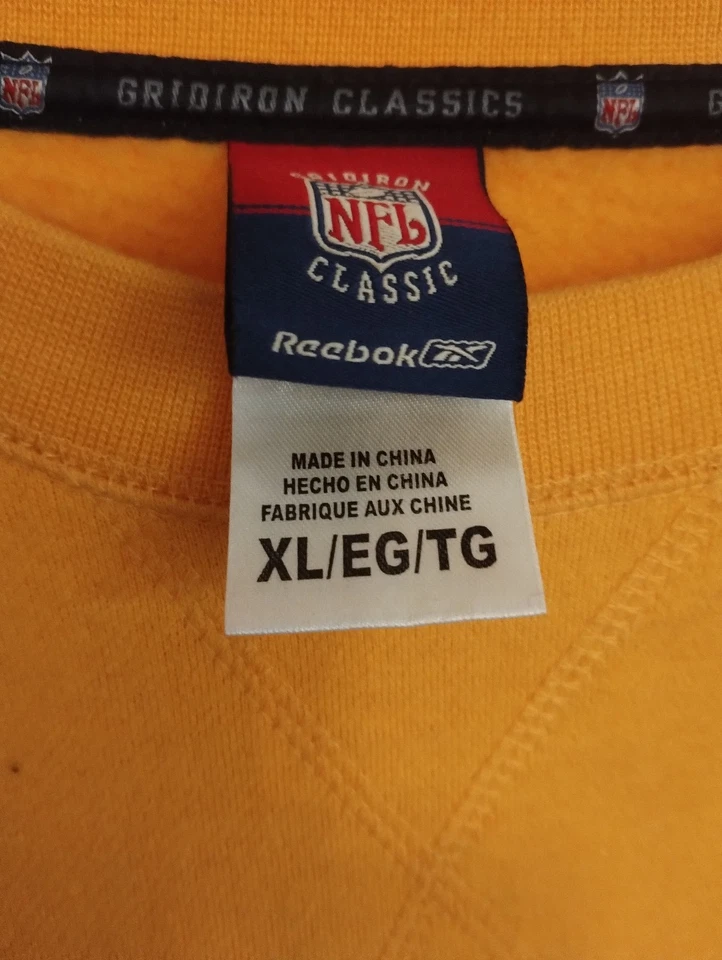 NFL GRIDIRON CLASSICS NFL G
GRIDIRON
NFL
CLASSIC
Reebok
MADE IN CHINA
HECHO EN CHINA
FABRIQUE AUX CHINE
XL/EG/TG